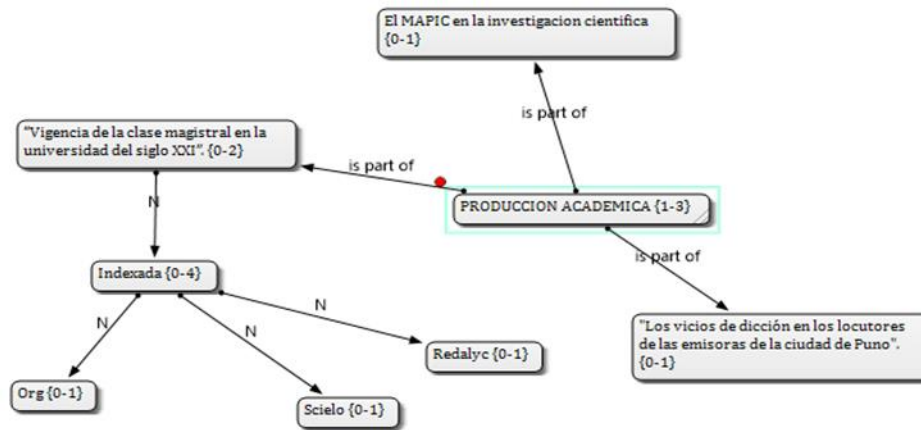 El MAPIC en la investigacion cientifica
{0-1}
is part of
"Vigencia de la clase magistral en la
universidad del siglo XXI". {0-2}
is part of
PRODUCCION ACADEMICA {1-3}
N
is part of
Indexada {0-4}
N
N
N
"Los vicios de dicción en los locutores
de las emisoras de la ciudad de Puno".
{0-1}
Redalyc {0-1}
Org {0-1}
Scielo {0-1}